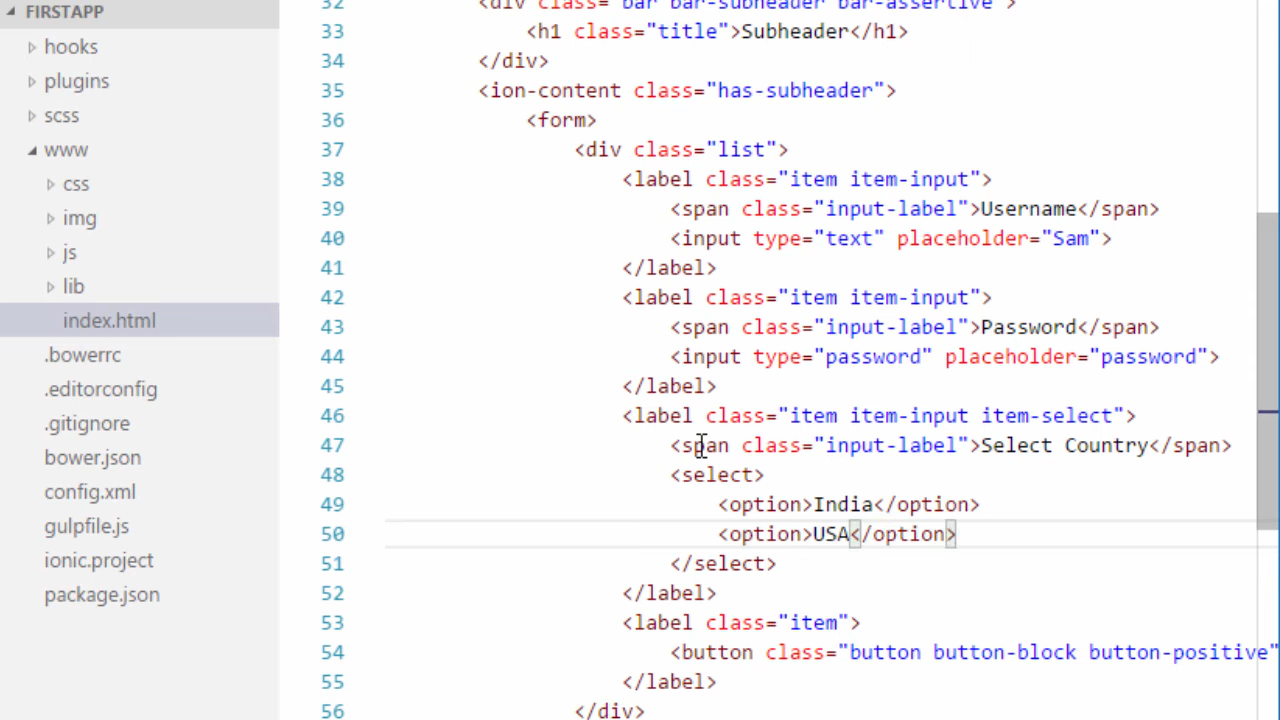 FIRSTAPP
hooks
plugins
scss
www
css
img
js
lib
index.html
.bowerrc
.editorconfig
.gitignore
bower.json
config.xml
gulpfile.js
ionic.project
package.json
32 <div class="bar bar-subheader bar-assertive">
33 <h1 class="title">Subheader</h1>
34 </div>
35 <ion-content class="has-subheader">
36 <form>
37 <div class="list">
38 <label class="item item-input">
39 <span class="input-label">Username</span>
40 <input type="text" placeholder="Sam">
41 </label>
42 <label class="item item-input">
43 <span class="input-label">Password</span>
44 <input type="password" placeholder="password">
45 </label>
46 <label class="item item-input item-select">
47 <span class="input-label">Select Country</span>
48 <select>
49 <option>India</option>
50 <option>USA</option>
51 </select>
52 </label>
53 <label class="item">
54 <button class="button button-block button-positive"
55 </label>
56 </div>